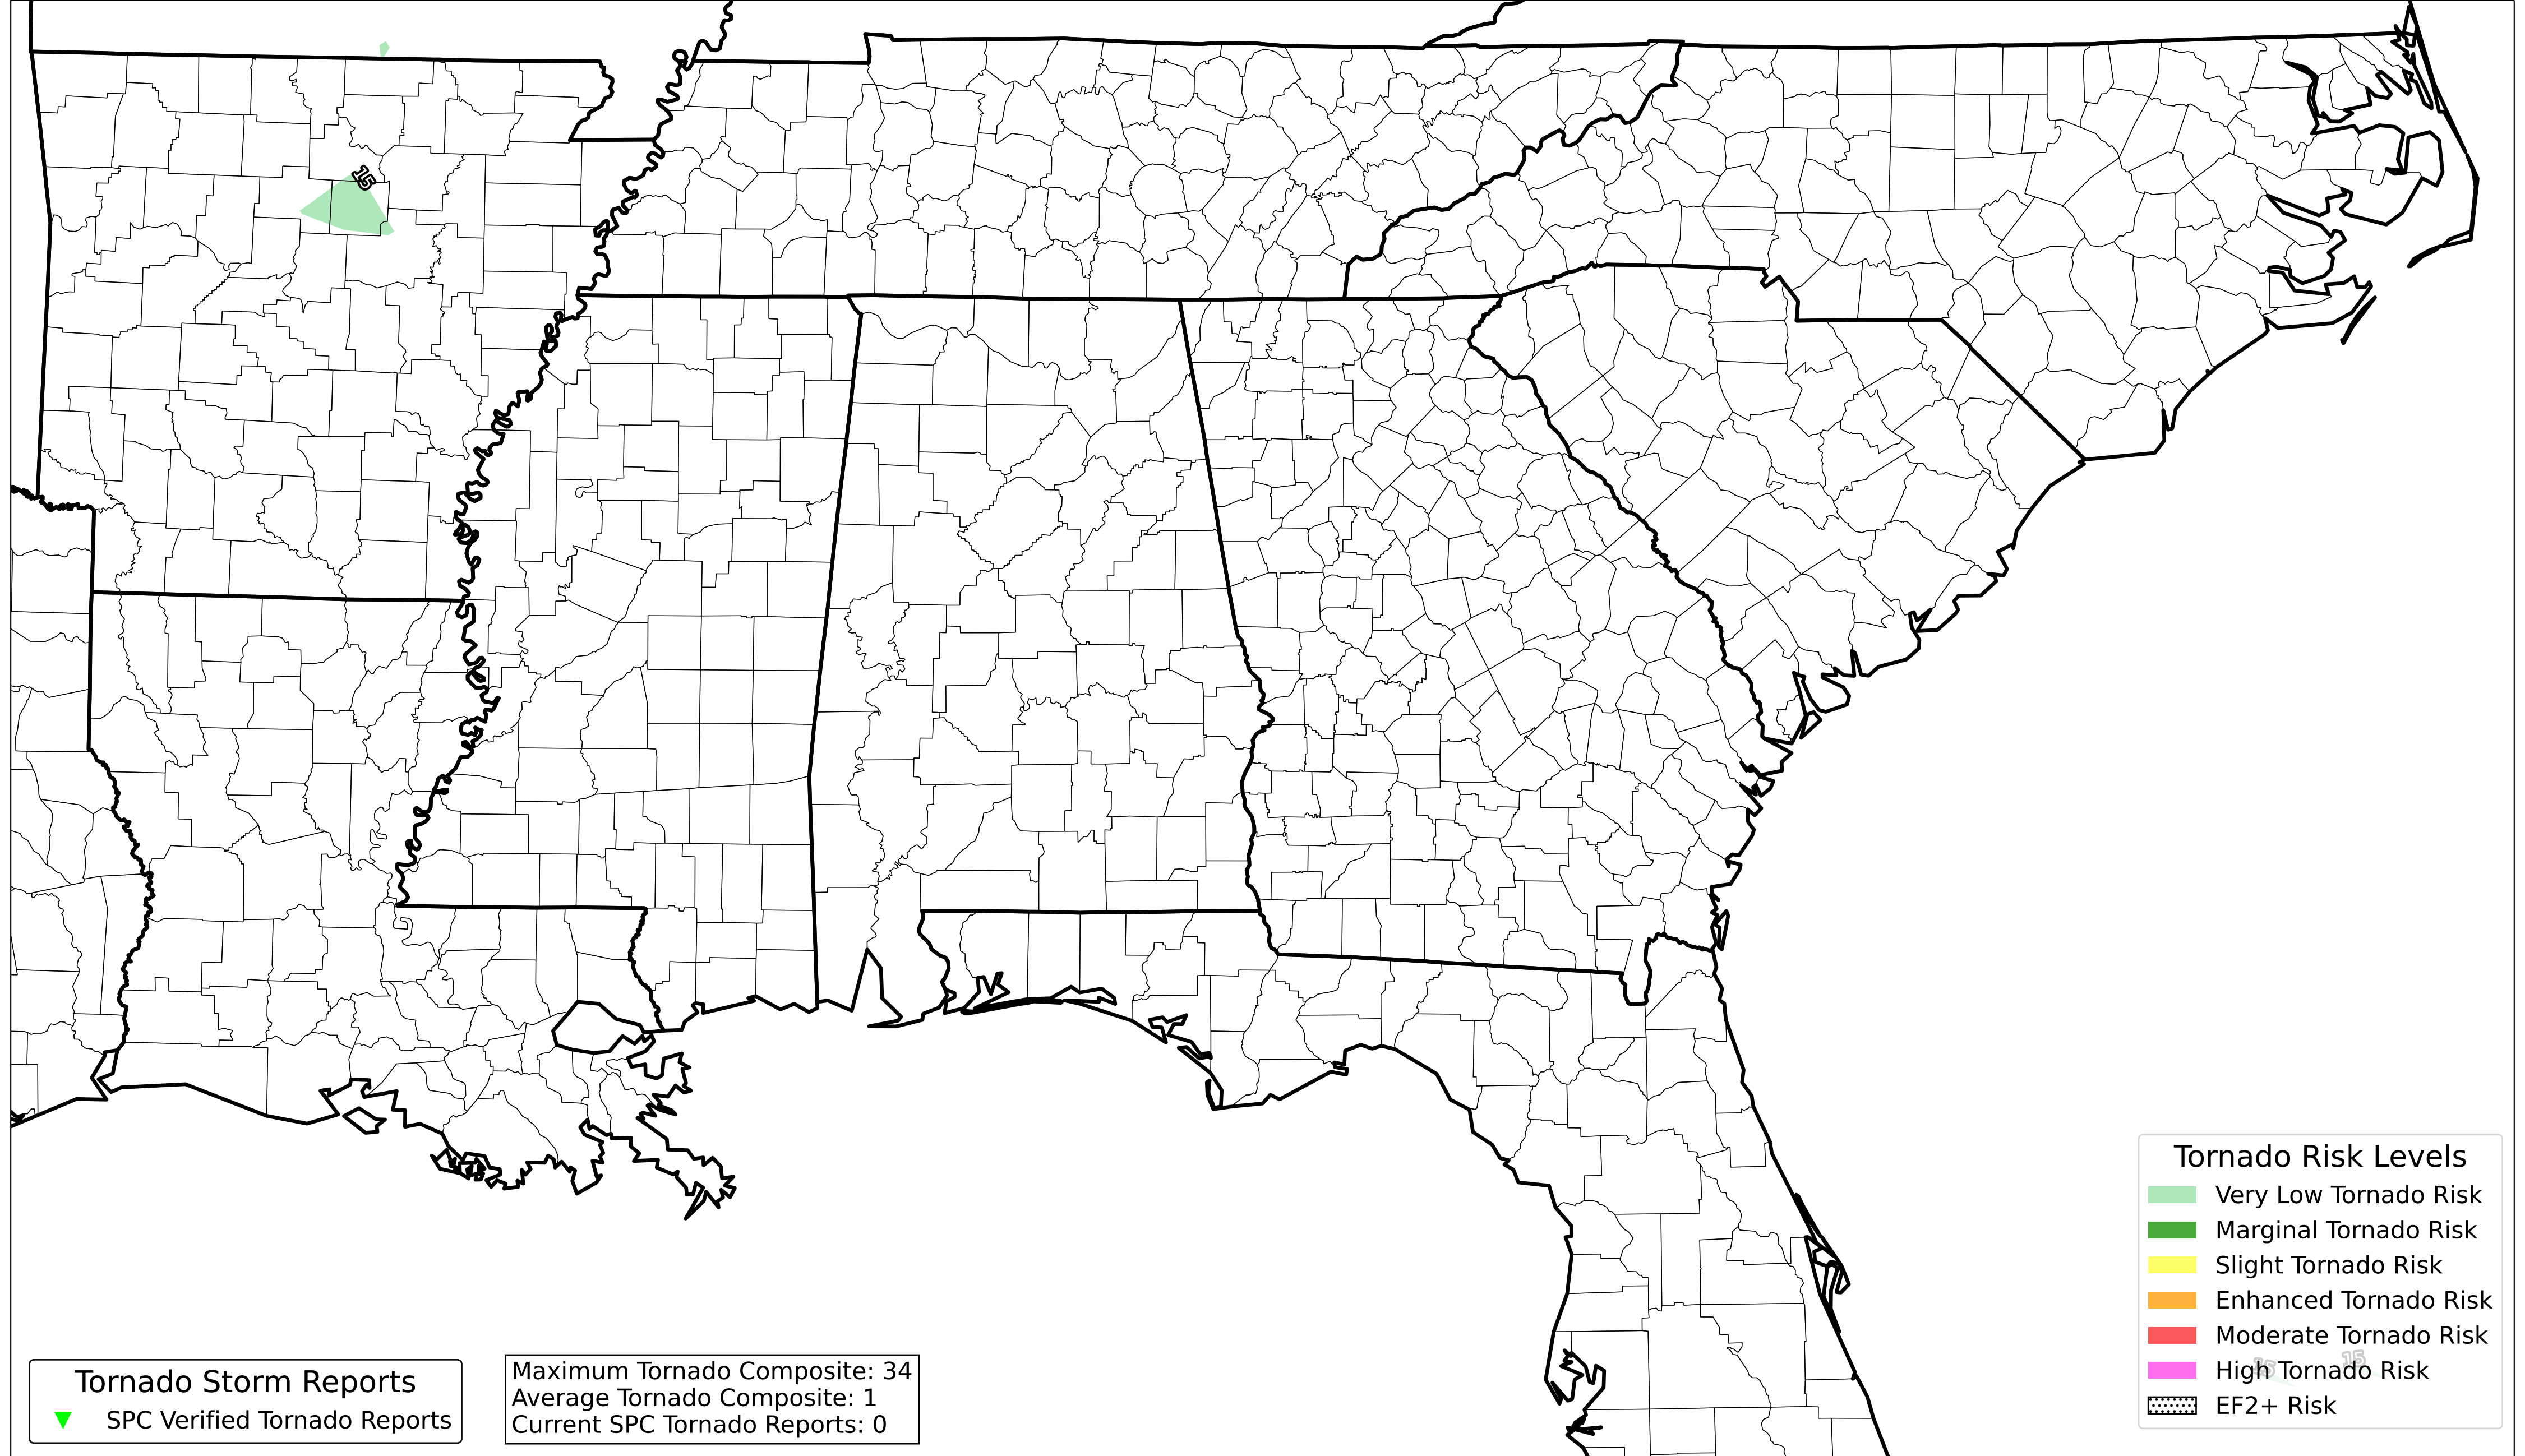 15
Tornado Risk Levels
Very Low Tornado Risk
Marginal Tornado Risk
Slight Tornado Risk
Enhanced Tornado Risk
Moderate Tornado Risk
15
High Tornado Risk
EF2+ Risk
Tornado Storm Reports
SPC Verified Tornado Reports
Maximum Tornado Composite: 34
Average Tornado Composite: 1
Current SPC Tornado Reports: 0